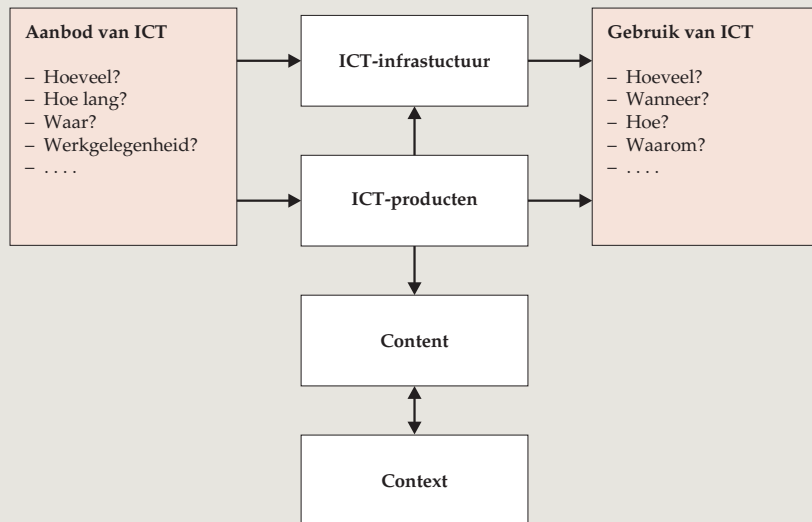 Aanbod van ICT
– Hoeveel?
– Hoe lang?
– Waar?
– Werkgelegenheid?
– . . . .
ICT-infrastuctuur
ICT-producten
Content
Context
Gebruik van ICT
– Hoeveel?
– Wanneer?
– Hoe?
– Waarom?
– . . . .